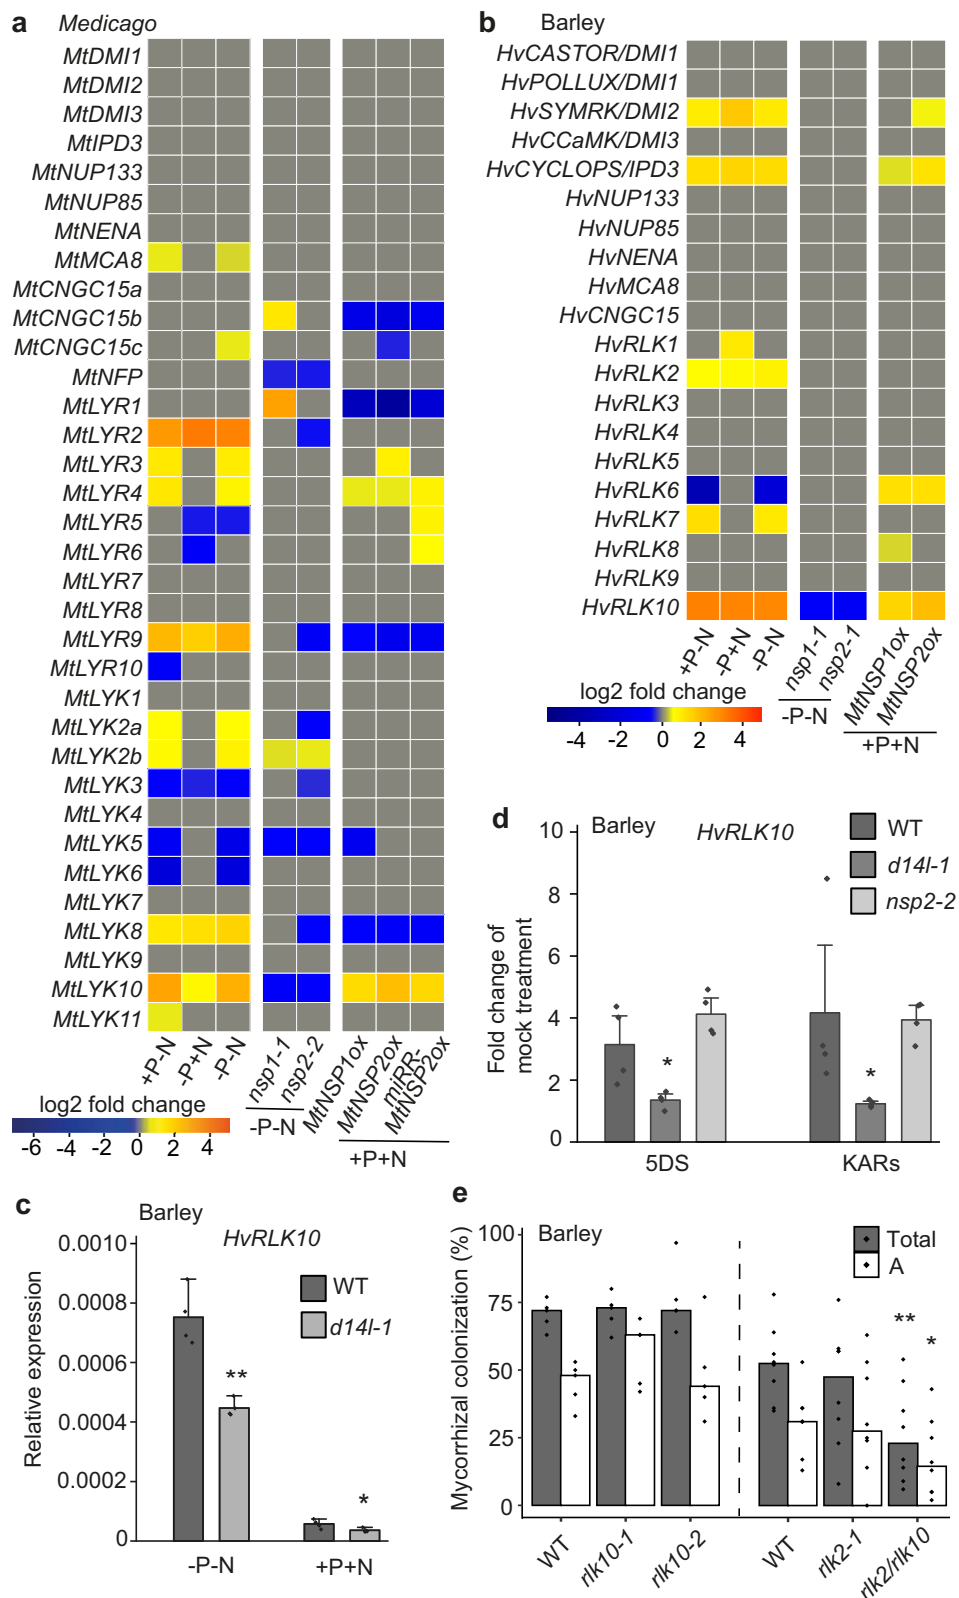 a
Medicago
MtDMI1
MtDMI2
MtDMI3
MtIPD3
MtNUP133
MtNUP85
MtNENA
MtMCA8
MtCNGC15a
MtCNGC15b
MtCNGC15c
MtNFP
MtLYR1
MtLYR2
MtLYR3
MtLYR4
MtLYR5
MtLYR6
MtLYR7
MtLYR8
MtLYR9
MtLYR10
MtLYK1
MtLYK2a
MtLYK2b
MtLYK3
MtLYK4
MtLYK5
MtLYK6
MtLYK7
MtLYK8
MtLYK9
MtLYK10
MtLYK11
+P-N
-P+N
-P-N
nsp1-1
nsp2-2
MtNSP1ox
MtNSP2ox
miRR-
MtNSP2ox
-P-N
+P+N
log2 fold change
-6 -4 -2 0 2 4
b
Barley
HvCASTOR/DMI1
HvPOLLUX/DMI1
HvSYMRK/DMI2
HvCCaMK/DMI3
HvCYCLOPS/IPD3
HvNUP133
HvNUP85
HvNENA
HvMCA8
HvCNGC15
HvRLK1
HvRLK2
HvRLK3
HvRLK4
HvRLK5
HvRLK6
HvRLK7
HvRLK8
HvRLK9
HvRLK10
+P-N
-P+N
-P-N
nsp1-1
nsp2-1
MtNSP1ox
MtNSP2ox
-P-N
+P+N
log2 fold change
-4 -2 0 2 4
d
Barley
HvRLK10
WT
d14l-1
nsp2-2
Fold change of
mock treatment
10
8
6
4
2
0
*
*
5DS
KARs
c
Barley
HvRLK10
WT
d14l-1
Relative expression
0.0010
0.0008
0.0006
0.0004
0.0002
0
**
*
-P-N
+P+N
e
Barley
Total
A
Mycorrhizal colonization (%)
100
75
50
25
0
**
*
WT
rlk10-1
rlk10-2
WT
rlk2-1
rlk2/rlk10